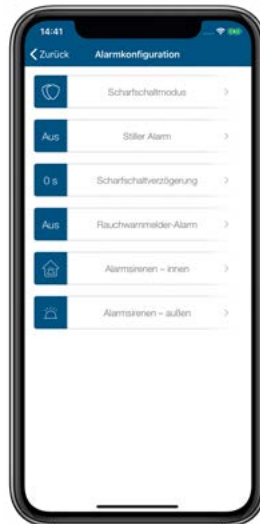 14:41
Zurück Alarmkonfiguration
Scharfschaltmodus
Aus Stiller Alarm
0 s Scharfschaltverzögerung
Aus Rauchwarnmelder-Alarm
Alarmsirenen – innen
Alarmsirenen – außen